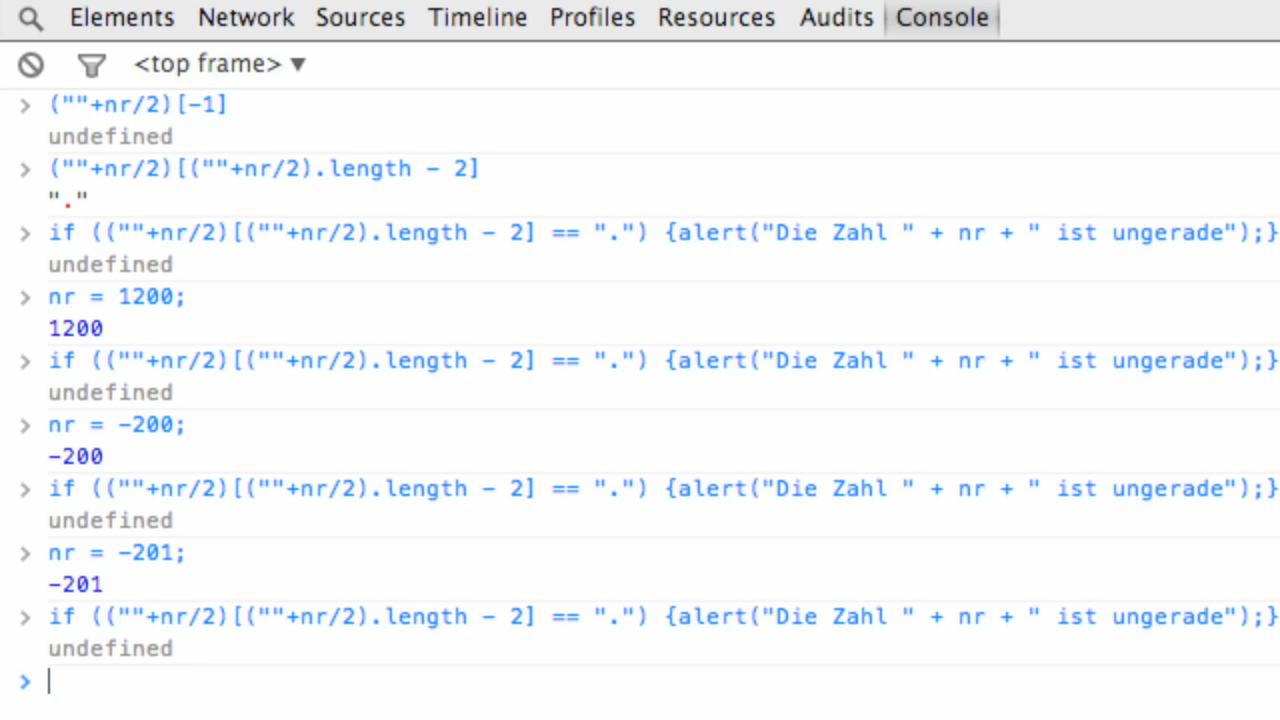 Elements Network Sources Timeline Profiles Resources Audits Console
<top frame> ▼
> (""+nr/2)[-1]
undefined
> (""+nr/2)[(""+nr/2).length - 2]
"."
> if ((""+nr/2)[(""+nr/2).length - 2] == ".") {alert("Die Zahl " + nr + " ist ungerade");}
undefined
> nr = 1200;
1200
> if ((""+nr/2)[(""+nr/2).length - 2] == ".") {alert("Die Zahl " + nr + " ist ungerade");}
undefined
> nr = -200;
-200
> if ((""+nr/2)[(""+nr/2).length - 2] == ".") {alert("Die Zahl " + nr + " ist ungerade");}
undefined
> nr = -201;
-201
> if ((""+nr/2)[(""+nr/2).length - 2] == ".") {alert("Die Zahl " + nr + " ist ungerade");}
undefined
>